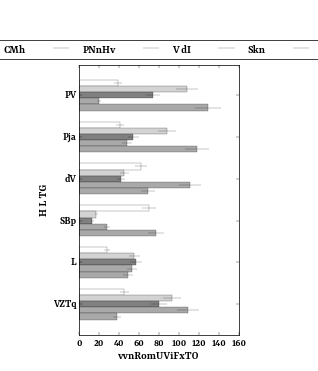 CMh PNnHv V dI Skn
PV
Pja
dV
SBp
L
VZTq
H L TG
0 20 40 60 80 100 120 140 160
vvnRomUViFxTO